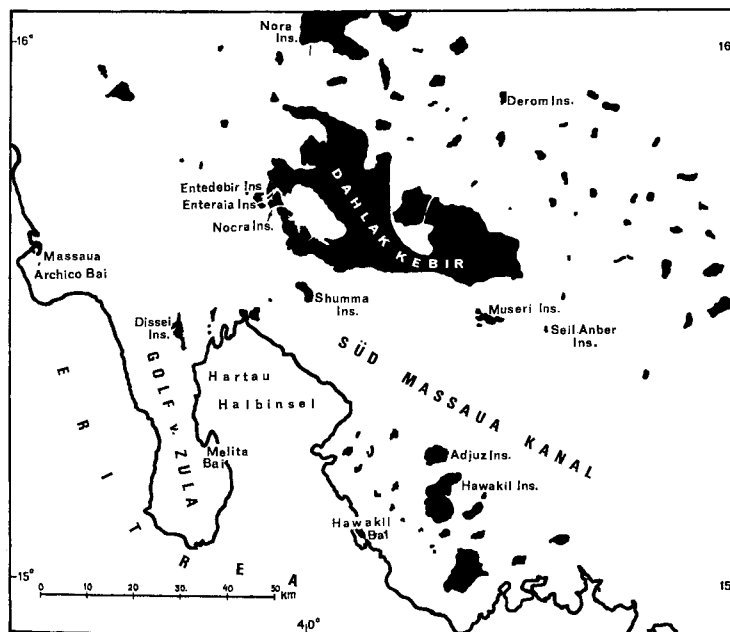 Nora
Ins.
16°
16
Derom Ins.
Entedebir Ins
Enteraia Ins
Nocra Ins.
DAHLAK KEBIR
Massaua
Archico Bai
Shumma
Ins.
Museri Ins.
Seil Anber
Ins.
Dissei
Ins.
SÜD MASSAUA KANAL
GOLF v. ZULA
Hartau
Halbinsel
Melita
Bai
Adjuz Ins.
Hawakil Ins.
Hawakil
Bai
ERITREA
15°
15
0 10 20 30. 40 50
KM
40°